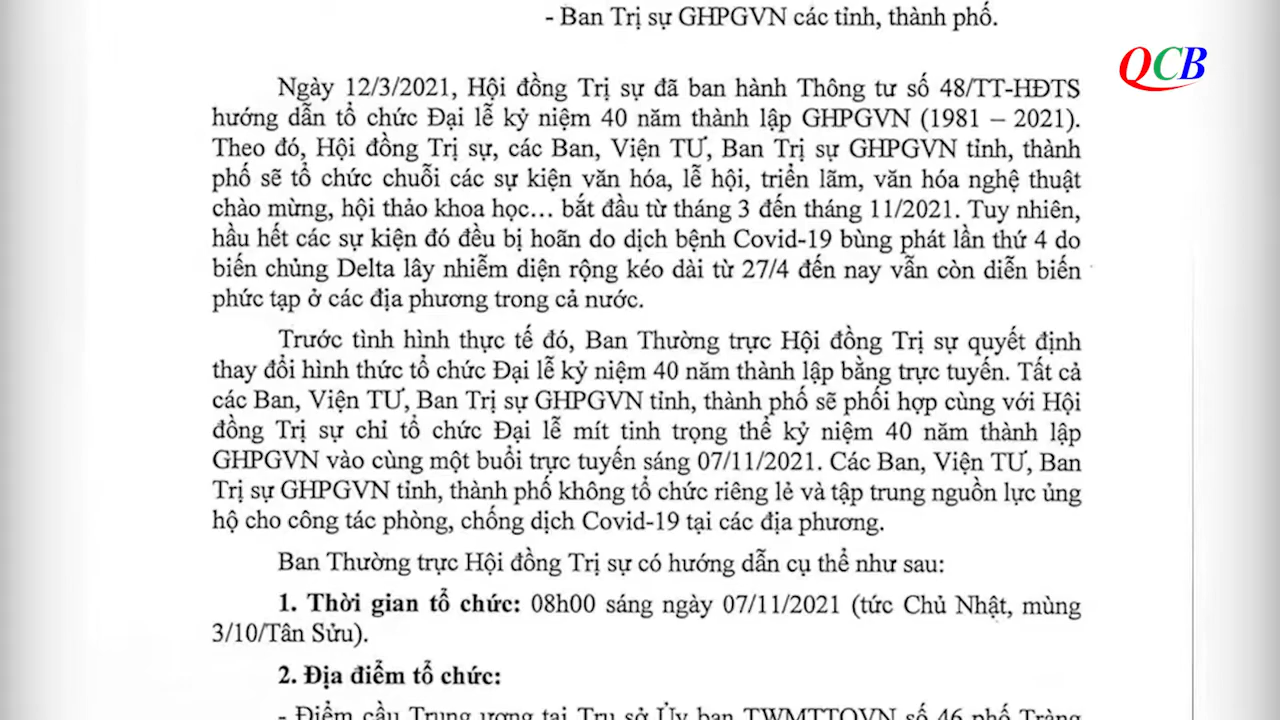 - Ban Trị sự GHPGVN các tỉnh, thành phố.
QCB
Ngày 12/3/2021, Hội đồng Trị sự đã ban hành Thông tư số 48/TT-HĐTS
hướng dẫn tổ chức Đại lễ kỷ niệm 40 năm thành lập GHPGVN (1981 – 2021).
Theo đó, Hội đồng Trị sự, các Ban, Viện TƯ, Ban Trị sự GHPGVN tỉnh, thành
phố sẽ tổ chức chuỗi các sự kiện văn hóa, lễ hội, triển lãm, văn hóa nghệ thuật
chào mừng, hội thảo khoa học… bắt đầu từ tháng 3 đến tháng 11/2021. Tuy nhiên,
hầu hết các sự kiện đó đều bị hoãn do dịch bệnh Covid-19 bùng phát lần thứ 4 do
biến chủng Delta lây nhiễm diện rộng kéo dài từ 27/4 đến nay vẫn còn diễn biến
phức tạp ở các địa phương trong cả nước.
Trước tình hình thực tế đó, Ban Thường trực Hội đồng Trị sự quyết định
thay đổi hình thức tổ chức Đại lễ kỷ niệm 40 năm thành lập bằng trực tuyến. Tất cả
các Ban, Viện TƯ, Ban Trị sự GHPGVN tỉnh, thành phố sẽ phối hợp cùng với Hội
đồng Trị sự chỉ tổ chức Đại lễ mít tinh trọng thể kỷ niệm 40 năm thành lập
GHPGVN vào cùng một buổi trực tuyến sáng 07/11/2021. Các Ban, Viện TƯ, Ban
Trị sự GHPGVN tỉnh, thành phố không tổ chức riêng lẻ và tập trung nguồn lực ủng
hộ cho công tác phòng, chống dịch Covid-19 tại các địa phương.
Ban Thường trực Hội đồng Trị sự có hướng dẫn cụ thể như sau:
1. Thời gian tổ chức: 08h00 sáng ngày 07/11/2021 (tức Chủ Nhật, mùng
3/10/Tân Sửu).
2. Địa điểm tổ chức:
- Điểm cầu Trung ương tại Trụ sở Ủy ban TWMTTQVN số 46 phố Tràng